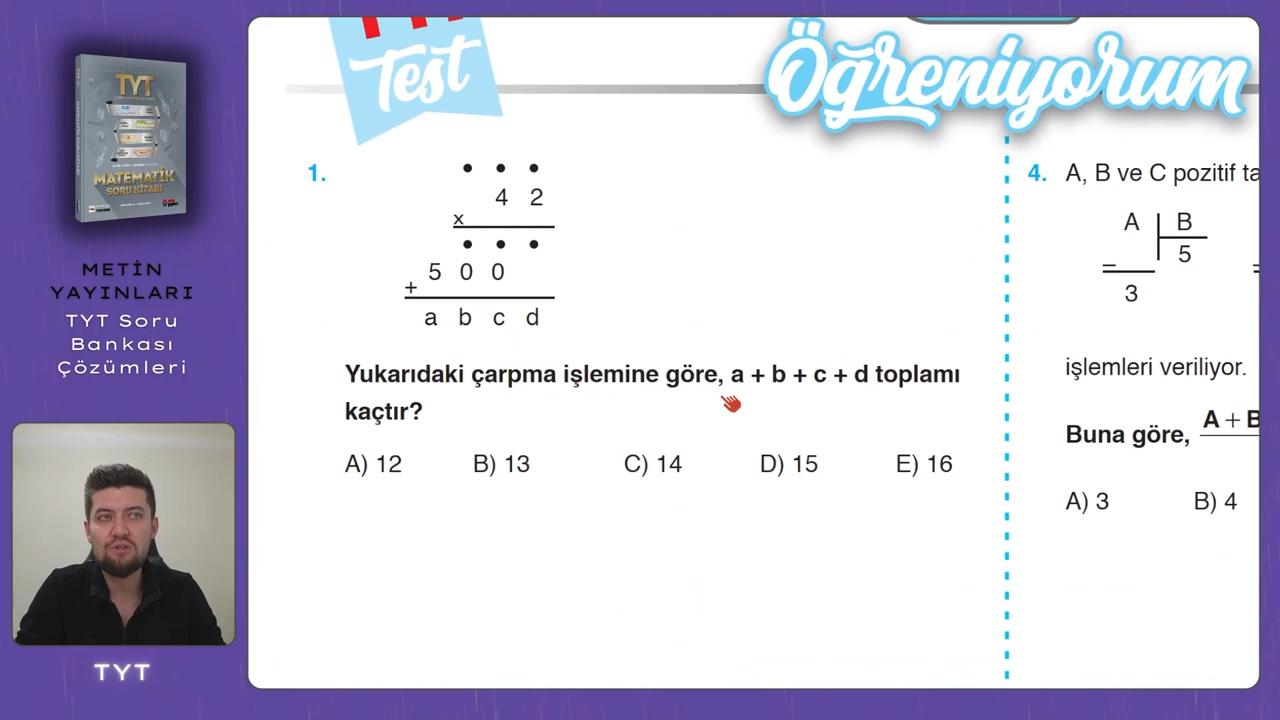 TYT
MATEMATİK
SORU KİTABI
METİN
YAYINLARI
TYT Soru
Bankası
Çözümleri
TYT
Test
Öğreniyorum
1.
• • •
4 2
x
• • •
5 0 0
+
a b c d
Yukarıdaki çarpma işlemine göre, a + b + c + d toplamı
kaçtır?
A) 12 B) 13 C) 14 D) 15 E) 16
4. A, B ve C pozitif ta
A B
5
–
3
işlemleri veriliyor.
Buna göre, A + B
A) 3 B) 4